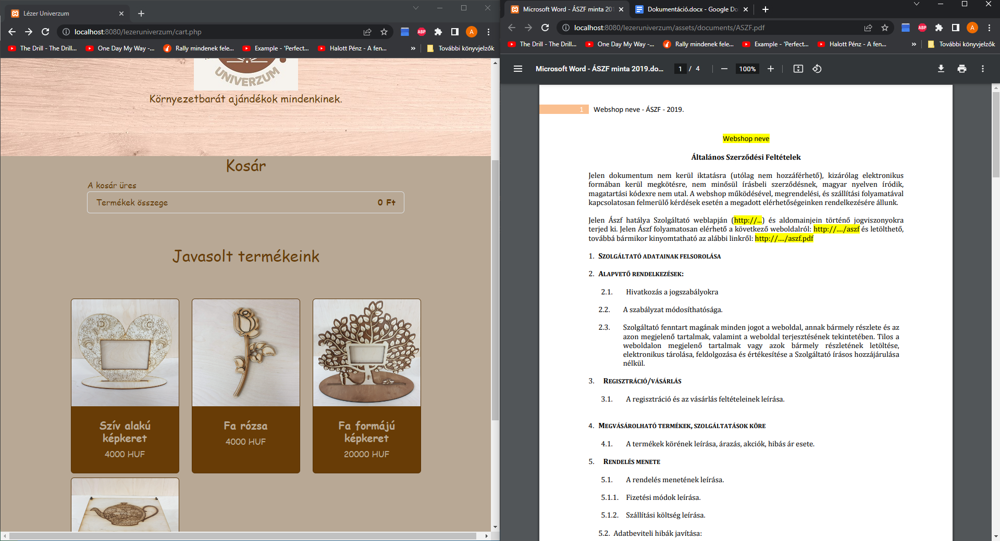 Lézer Univerzum
localhost:8080/lezeruniverzum/cart.php
ABP
A
The Drill - The Drill...
One Day My Way -...
Rally mindenek fele...
Example - 'Perfect...
Halott Pénz - A fen...
»
További könyvjelzők
UNIVERZUM
Környezetbarát ajándékok mindenkinek.
Kosár
A kosár üres
Termékek összege 0 Ft
Javasolt termékeink
Szív alakú
képkeret
4000 HUF
Fa rózsa
4000 HUF
Fa formájú
képkeret
20000 HUF
Microsoft Word - ÁSZF minta 201
Dokumentáció.docx - Google Do
localhost:8080/lezeruniverzum/assets/documents/ASZF.pdf
ABP
A
The Drill - The Drill...
One Day My Way -...
Rally mindenek fele...
Example - 'Perfect...
Halott Pénz - A fen...
»
További könyvjelzők
Microsoft Word - ÁSZF minta 2019.do...
1 / 4
100%
1 Webshop neve - ÁSZF - 2019.
Webshop neve
Általános Szerződési Feltételek
Jelen dokumentum nem kerül iktatásra (utólag nem hozzáférhető), kizárólag elektronikus
formában kerül megkötésre, nem minősül írásbeli szerződésnek, magyar nyelven íródik,
magatartási kódexre nem utal. A webshop működésével, megrendelési, és szállítási folyamatával
kapcsolatosan felmerülő kérdések esetén a megadott elérhetőségeinken rendelkezésére állunk.
Jelen Ászf hatálya Szolgáltató weblapján (http://...) és aldomainjein történő jogviszonyokra
terjed ki. Jelen Ászf folyamatosan elérhető a következő weboldalról: http://..../aszf és letölthető,
továbbá bármikor kinyomtatható az alábbi linkről: http://..../aszf.pdf
1. SZOLGÁLTATÓ ADATAINAK FELSOROLÁSA
2. ALAPVETŐ RENDELKEZÉSEK:
2.1. Hivatkozás a jogszabályokra
2.2. A szabályzat módosíthatósága.
2.3. Szolgáltató fenntart magának minden jogot a weboldal, annak bármely részlete és az
azon megjelenő tartalmak, valamint a weboldal terjesztésének tekintetében. Tilos a
weboldalon megjelenő tartalmak vagy azok bármely részletének letöltése,
elektronikus tárolása, feldolgozása és értékesítése a Szolgáltató írásos hozzájárulása
nélkül.
3. REGISZTRÁCIÓ/VÁSÁRLÁS
3.1. A regisztráció és az vásárlás feltételeinek leírása.
4. MEGVÁSÁROLHATÓ TERMÉKEK, SZOLGÁLTATÁSOK KÖRE
4.1. A termékek körének leírása, árazás, akciók, hibás ár esete.
5. RENDELÉS MENETE
5.1. A rendelés menetének leírása.
5.1.1. Fizetési módok leírása.
5.1.2. Szállítási költség leírása.
5.2. Adatbeviteli hibák javítása: